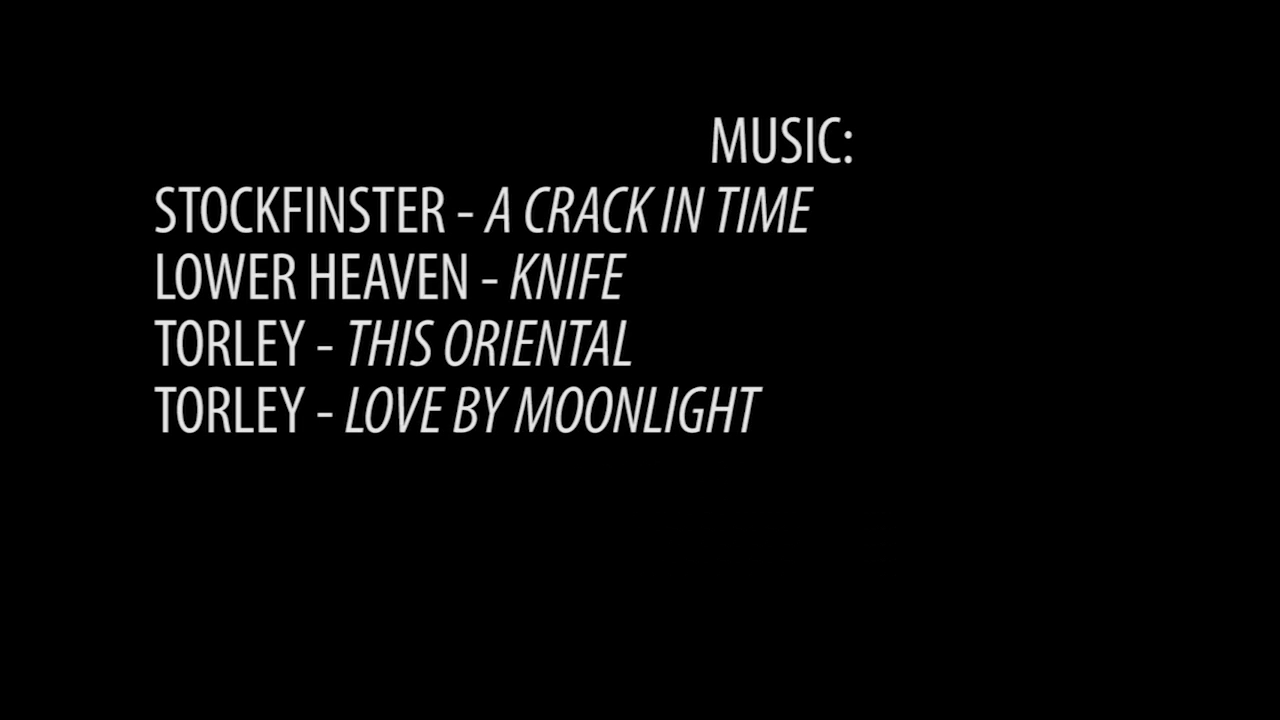 MUSIC:
STOCKFINSTER - A CRACK IN TIME
LOWER HEAVEN - KNIFE
TORLEY - THIS ORIENTAL
TORLEY - LOVE BY MOONLIGHT